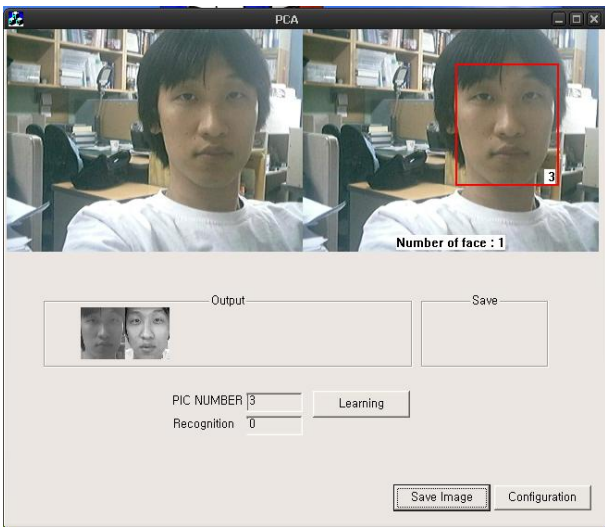 PCA
3
Number of face : 1
Output
Save
PIC NUMBER 3
Learning
Recognition 0
Save Image
Configuration